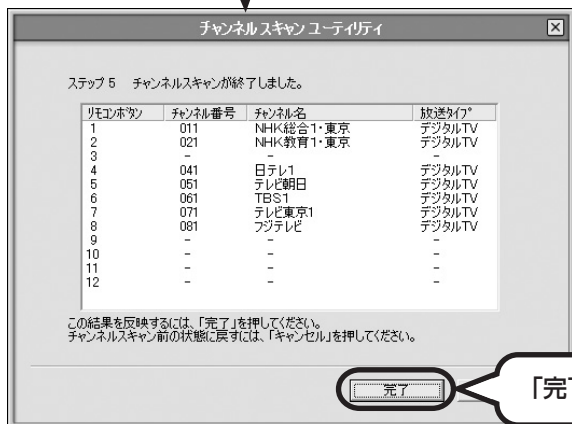 チャンネルスキャンユーティリティ
ステップ5 チャンネルスキャンが終了しました。
リモコンボタン チャンネル番号 チャンネル名 放送タイプ
1 011 NHK総合1・東京 デジタルTV
2 021 NHK教育1・東京 デジタルTV
3 - - -
4 041 日テレ1 デジタルTV
5 051 テレビ朝日 デジタルTV
6 061 TBS1 デジタルTV
7 071 テレビ東京1 デジタルTV
8 081 フジテレビ デジタルTV
9 - - -
10 - - -
11 - - -
12 - - -
この結果を反映するには、「完了」を押してください。
チャンネルスキャン前の状態に戻すには、「キャンセル」を押してください。
完了
「完